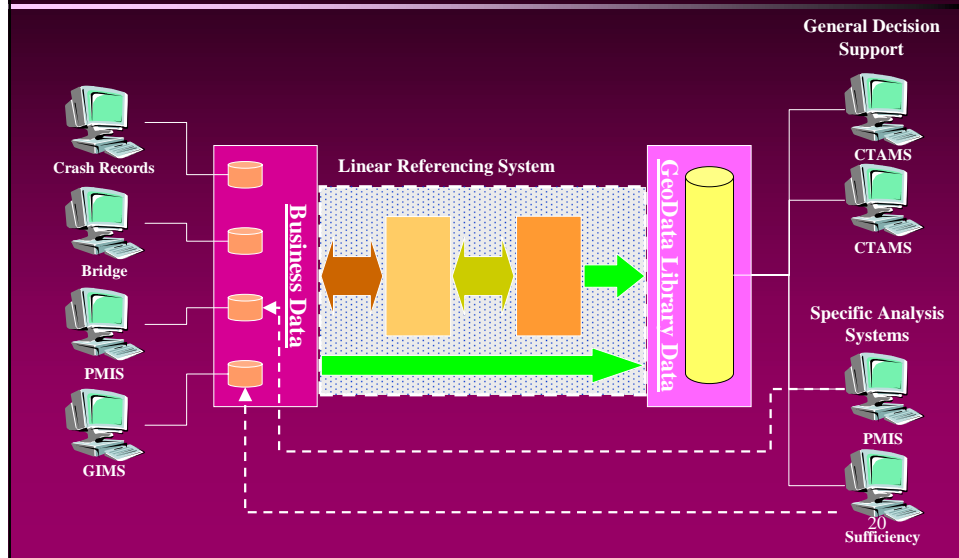 General Decision
Support
Crash Records
Bridge
PMIS
GIMS
Business Data
Linear Referencing System
GeoData Library Data
CTAMS
CTAMS
Specific Analysis
Systems
PMIS
20
Sufficiency